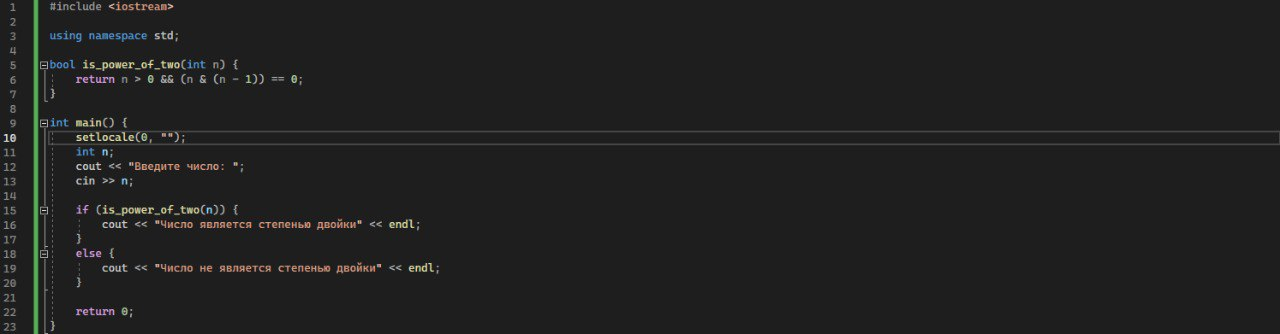 1 #include <iostream>
2
3 using namespace std;
4
5 bool is_power_of_two(int n) {
6 return n > 0 && (n & (n - 1)) == 0;
7 }
8
9 int main() {
10 setlocale(0, "");
11 int n;
12 cout << "Введите число: ";
13 cin >> n;
14
15 if (is_power_of_two(n)) {
16 cout << "Число является степенью двойки" << endl;
17 }
18 else {
19 cout << "Число не является степенью двойки" << endl;
20 }
21
22 return 0;
23 }